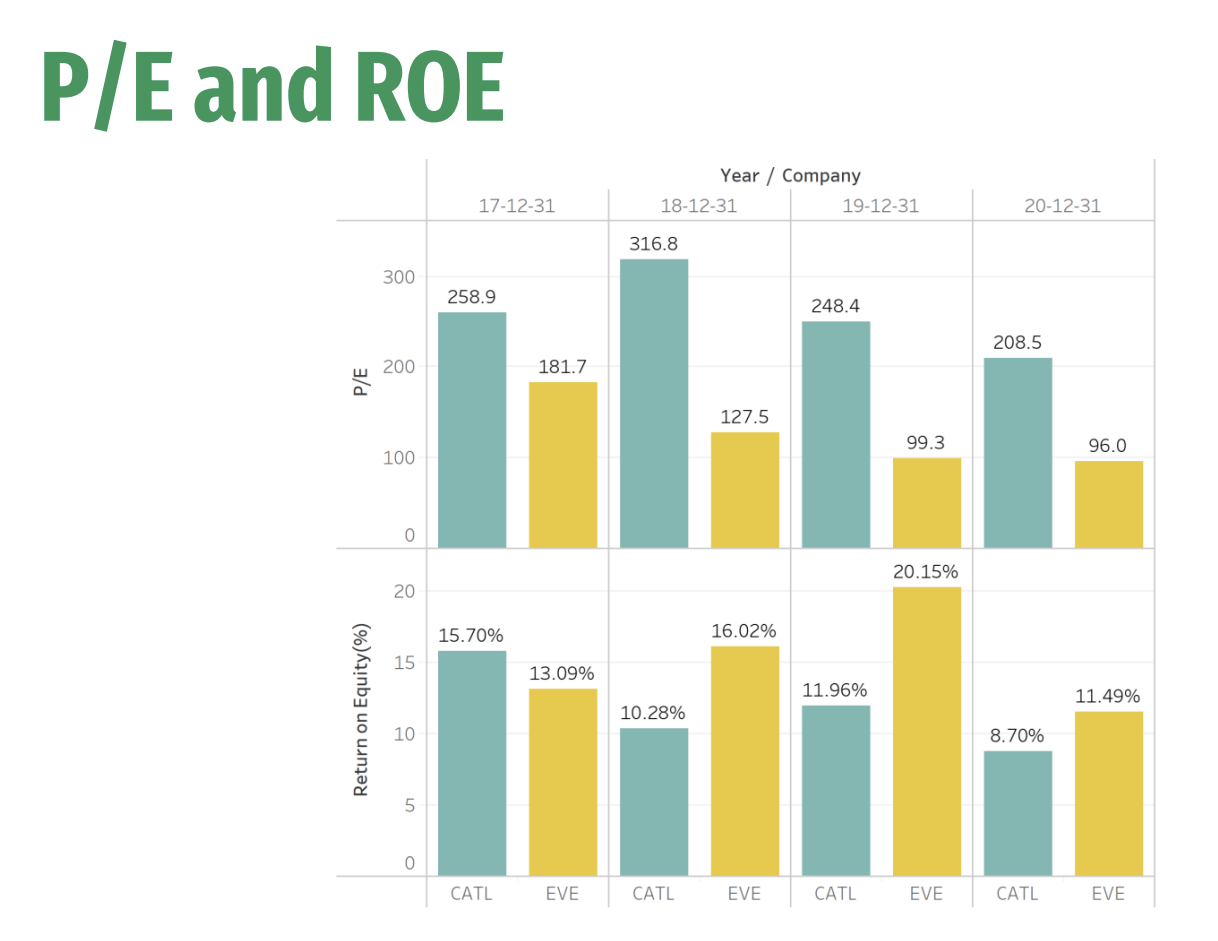 P/E and ROE
Year / Company
17-12-31 18-12-31 19-12-31 20-12-31
P/E
300
200
100
0
258.9 181.7 316.8 127.5 248.4 99.3 208.5 96.0
Return on Equity(%)
20
15
10
5
0
15.70% 13.09% 10.28% 16.02% 11.96% 20.15% 8.70% 11.49%
CATL EVE CATL EVE CATL EVE CATL EVE